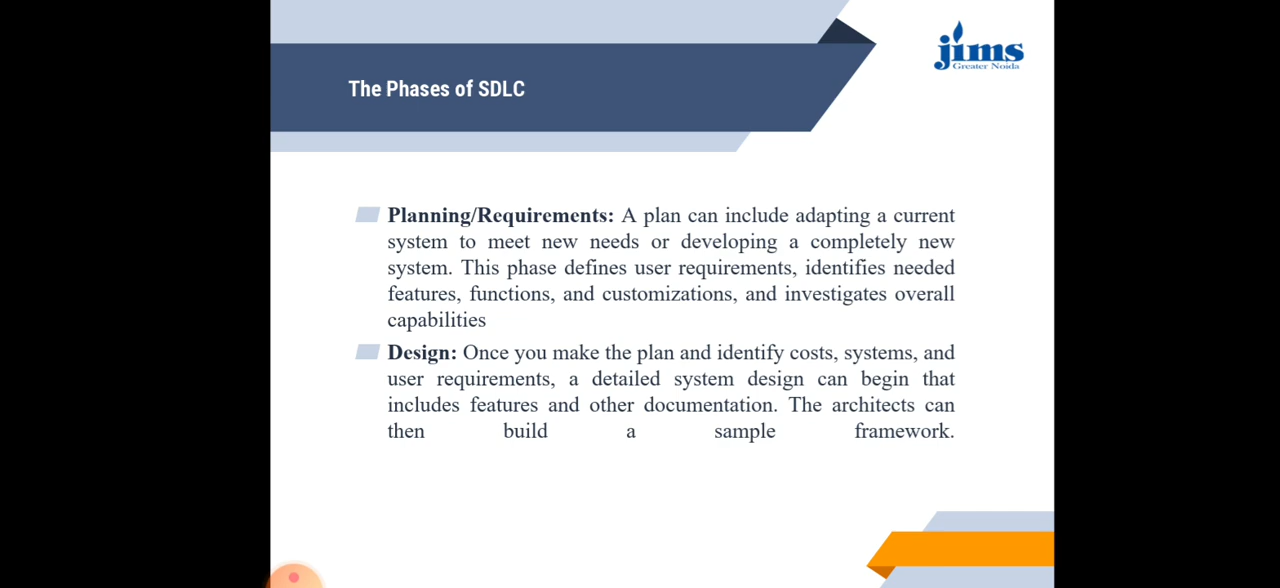 jims
Greater Noida
The Phases of SDLC
Planning/Requirements: A plan can include adapting a current
system to meet new needs or developing a completely new
system. This phase defines user requirements, identifies needed
features, functions, and customizations, and investigates overall
capabilities
Design: Once you make the plan and identify costs, systems, and
user requirements, a detailed system design can begin that
includes features and other documentation. The architects can
then build a sample framework.